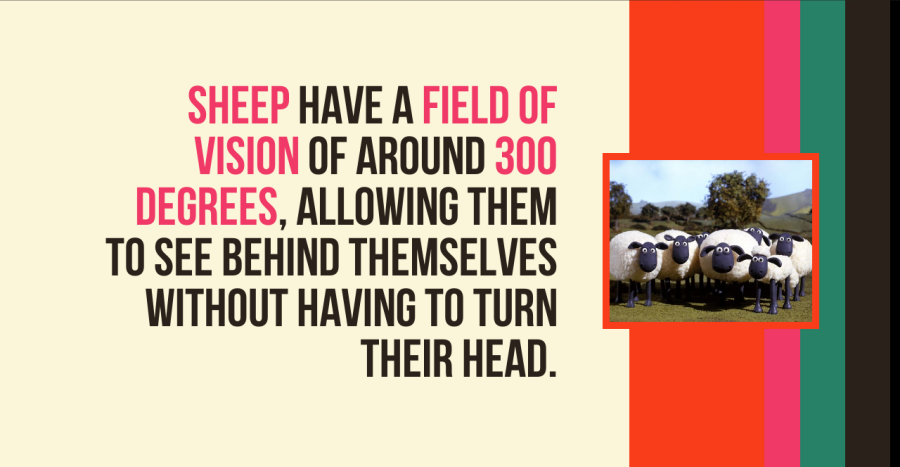 SHEEP HAVE A FIELD OF
VISION OF AROUND 300
DEGREES, ALLOWING THEM
TO SEE BEHIND THEMSELVES
WITHOUT HAVING TO TURN
THEIR HEAD.